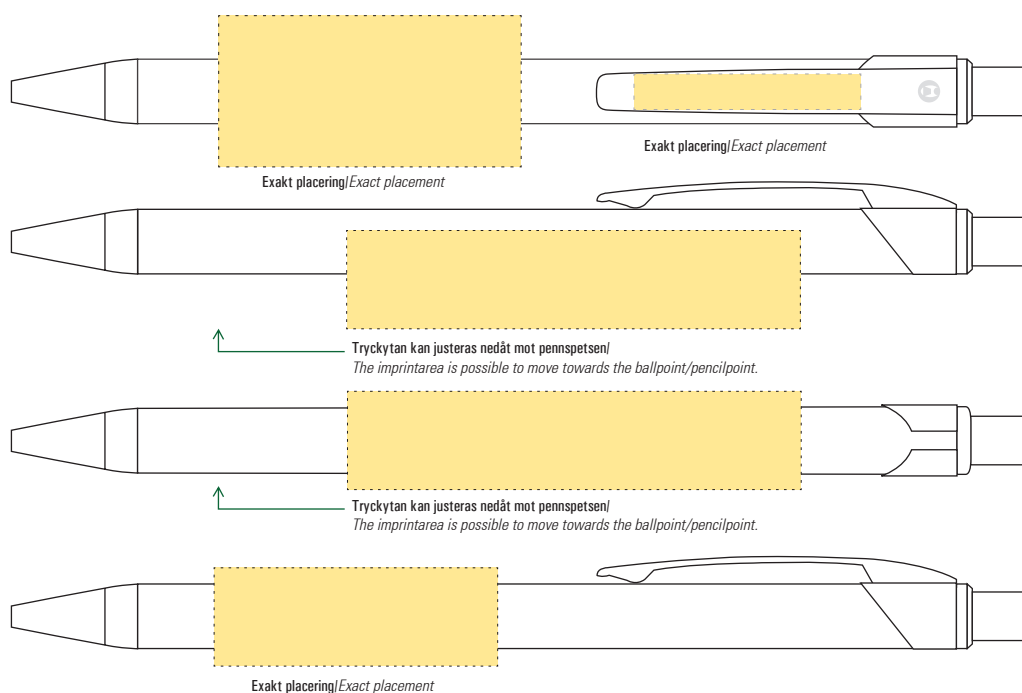 Exakt placering/Exact placement
Exakt placering/Exact placement
Tryckytan kan justeras nedåt mot pennspetsen/
The imprintarea is possible to move towards the ballpoint/pencilpoint.
Tryckytan kan justeras nedåt mot pennspetsen/
The imprintarea is possible to move towards the ballpoint/pencilpoint.
Exakt placering/Exact placement